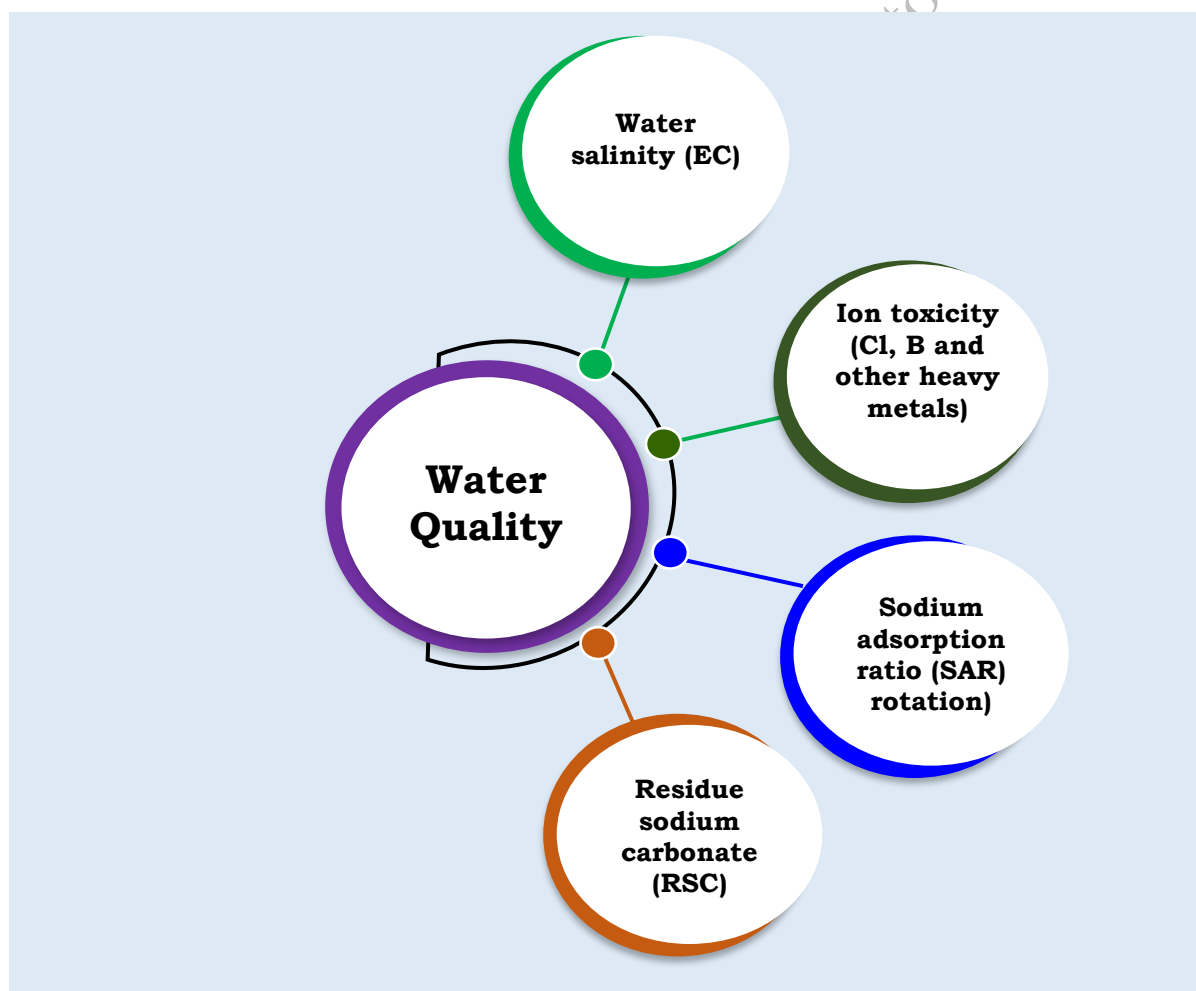 Water
salinity (EC)
Ion toxicity
(Cl, B and
other heavy
metals)
Water
Quality
Sodium
adsorption
ratio (SAR)
rotation)
Residue
sodium
carbonate
(RSC)